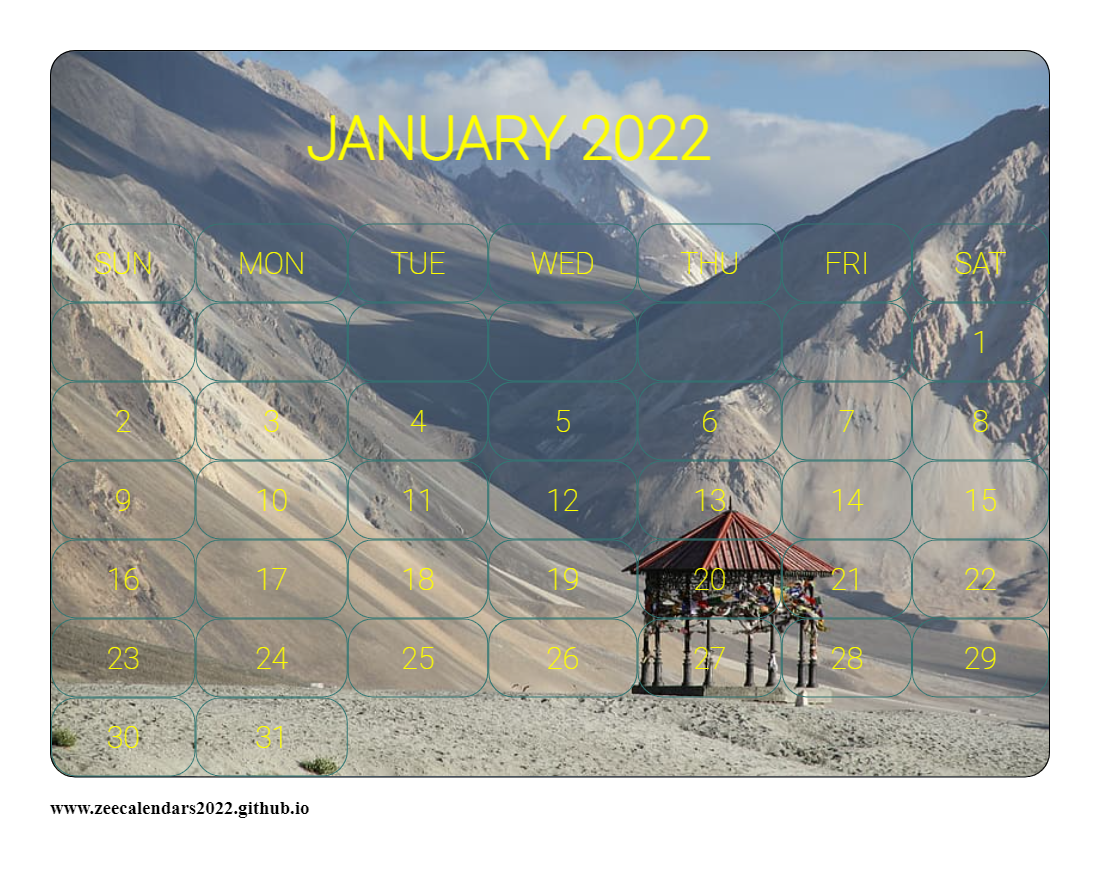 JANUARY 2022
SUN MON TUE WED THU FRI SAT
1
2 3 4 5 6 7 8
9 10 11 12 13 14 15
16 17 18 19 20 21 22
23 24 25 26 27 28 29
30 31
www.zeecalendars2022.github.io